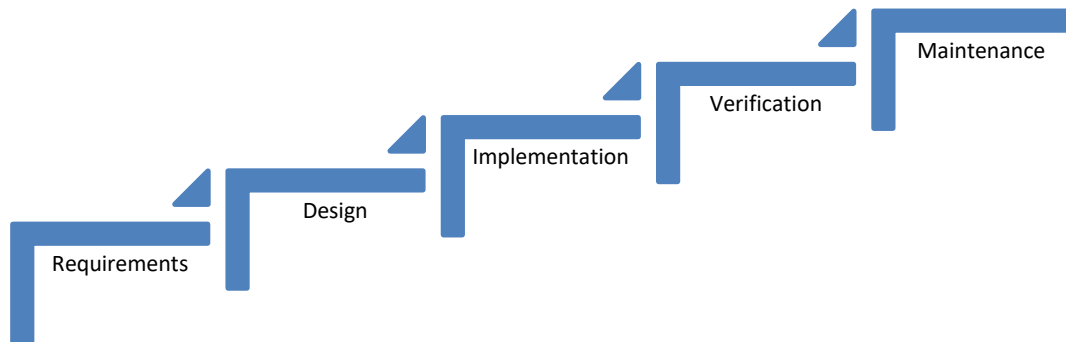 Requirements
Design
Implementation
Verification
Maintenance